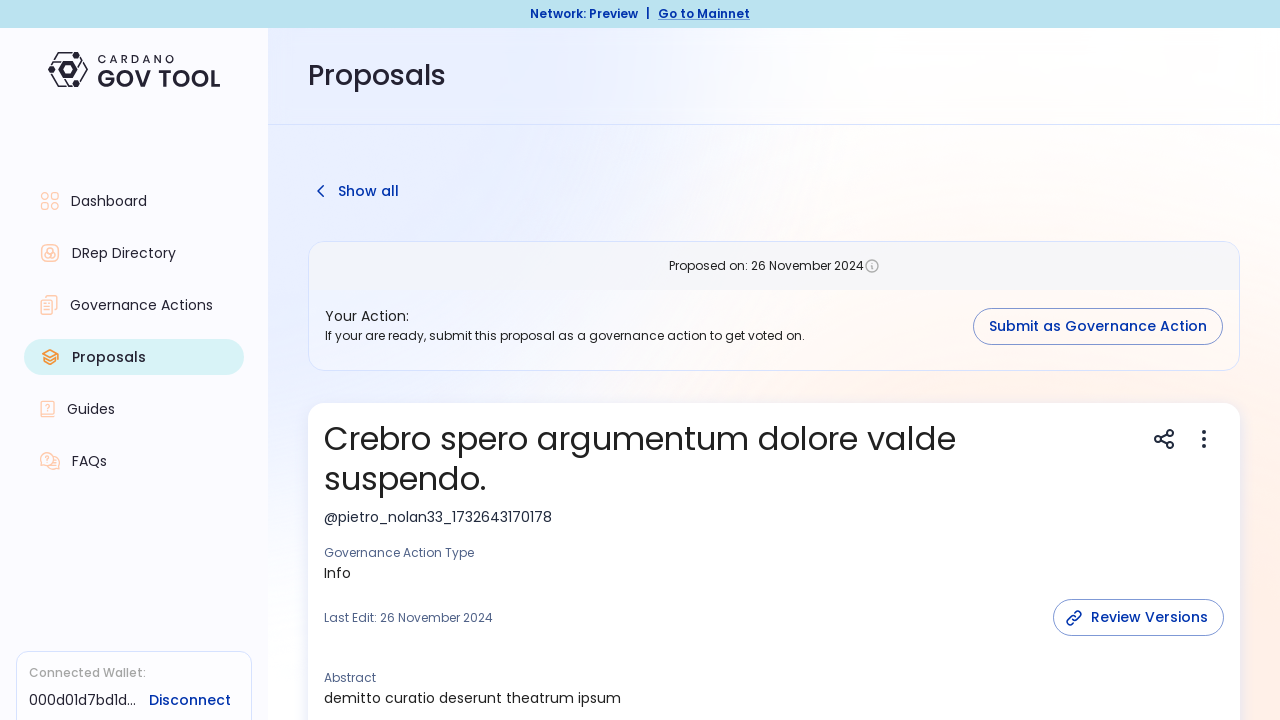 Network: Preview | Go to Mainnet
CARDANO
GOV TOOL
Proposals
Dashboard
DRep Directory
Governance Actions
Proposals
Guides
FAQs
Connected Wallet:
000d01d7bd1d... Disconnect
Show all
Proposed on: 26 November 2024
Your Action:
If your are ready, submit this proposal as a governance action to get voted on.
Submit as Governance Action
Crebro spero argumentum dolore valde
suspendo.
@pietro_nolan33_1732643170178
Governance Action Type
Info
Last Edit: 26 November 2024
Review Versions
Abstract
demitto curatio deserunt theatrum ipsum